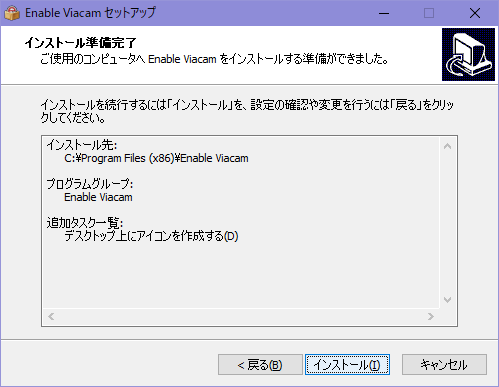 Enable Viacam セットアップ
インストール準備完了
ご使用のコンピュータへ Enable Viacam をインストールする準備ができました。
インストールを続行するには「インストール」を、設定の確認や変更を行うには「戻る」をクリッ
クしてください。
インストール先:
C:¥Program Files (x86)¥Enable Viacam
プログラムグループ:
Enable Viacam
追加タスク一覧:
デスクトップ上にアイコンを作成する(D)
< 戻る(B)
インストール(I)
キャンセル